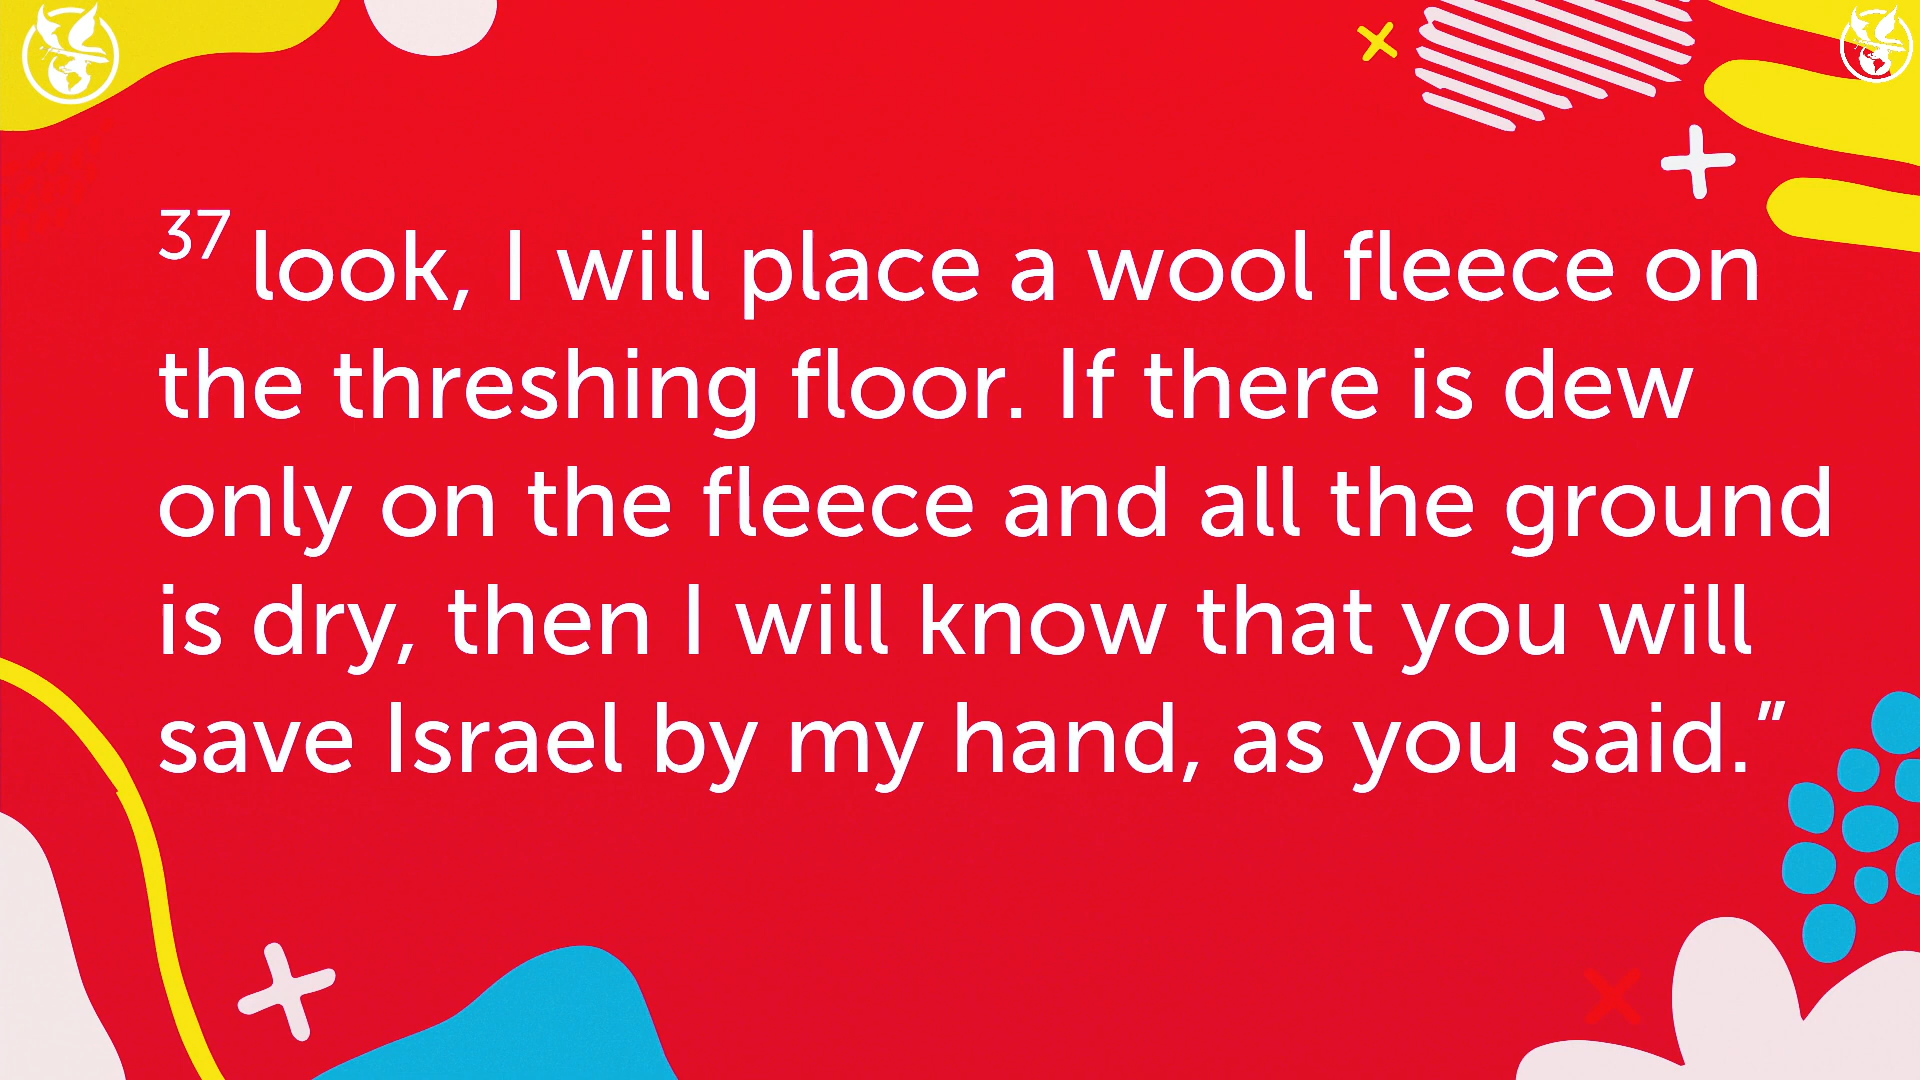 37 look, I will place a wool fleece on
the threshing floor. If there is dew
only on the fleece and all the ground
is dry, then I will know that you will
save Israel by my hand, as you said.”